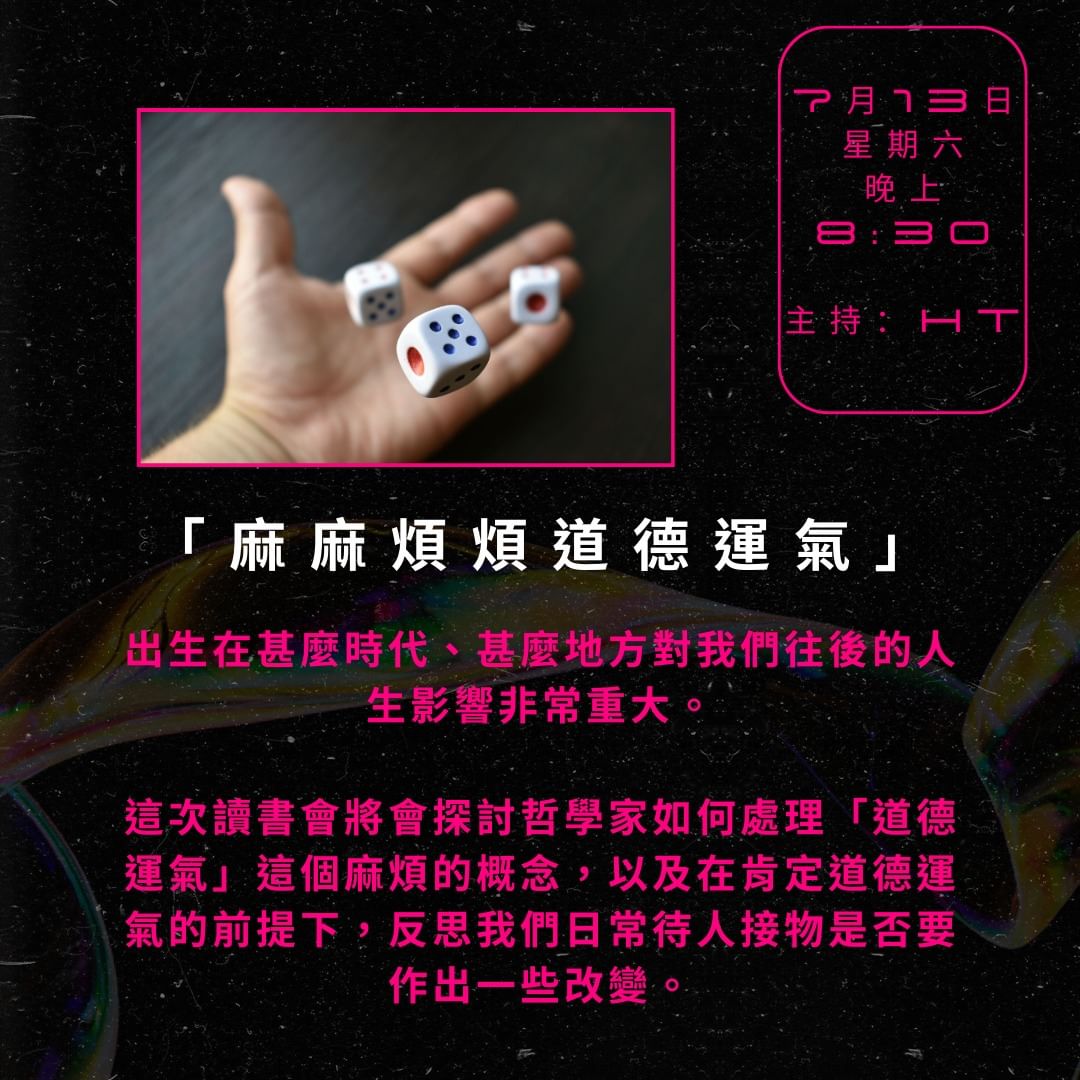 7月13日
星期六
晚上
8:30
主持：HT
「麻麻煩煩道德運氣」
出生在甚麼時代、甚麼地方對我們往後的人
生影響非常重大。
這次讀書會將會探討哲學家如何處理「道德
運氣」這個麻煩的概念，以及在肯定道德運
氣的前提下，反思我們日常待人接物是否要
作出一些改變。